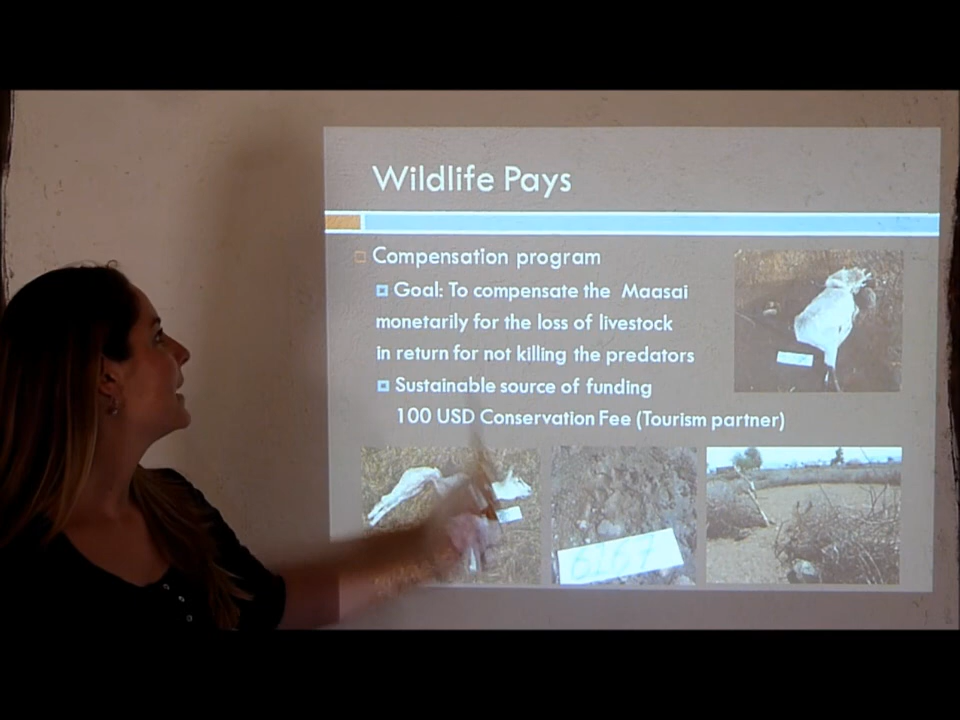 Wildlife Pays
Compensation program
Goal: To compensate the Maasai
monetarily for the loss of livestock
in return for not killing the predators
Sustainable source of funding
100 USD Conservation Fee (Tourism partner)